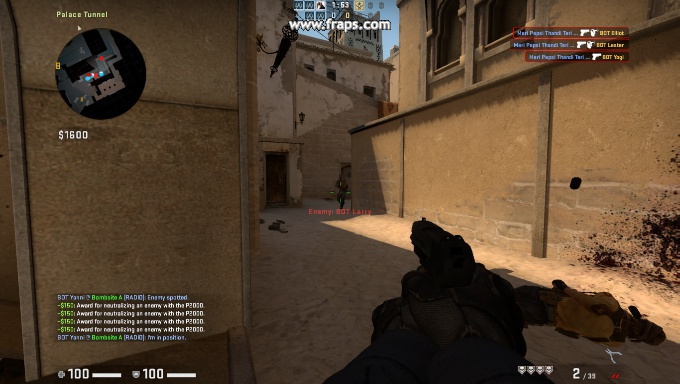 Palace Tunnel
1:53
0 / 0
www.fraps.com
B
$1600
Meri Pepsi Thandi Teri ... BOT Elliot
Meri Pepsi Thandi Teri ... BOT Lester
Meri Pepsi Thandi Teri ... BOT Yogi
Enemy: BOT Larry
BOT Yanni Bombsite A (RADIO): Enemy spotted.
+$150: Award for neutralizing an enemy with the P2000.
+$150: Award for neutralizing an enemy with the P2000.
+$150: Award for neutralizing an enemy with the P2000.
+$150: Award for neutralizing an enemy with the P2000.
BOT Yanni Bombsite A (RADIO): I'm in position.
100
100
2 / 39